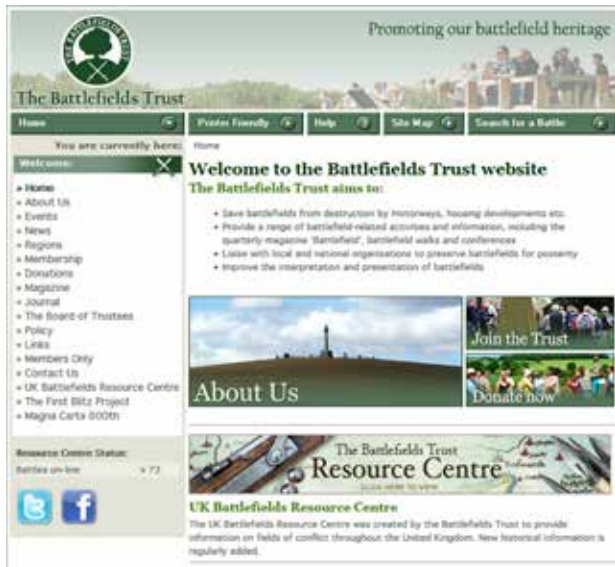 Promoting our battlefield heritage
THE BATTLEFIELDS TRUST
The Battlefields Trust
Home
Printer Friendly
Help
Site Map
Search for a Battle
You are currently here:
Home
Welcome:
» Home
» About Us
» Events
» News
» Regions
» Membership
» Donations
» Magazine
» Journal
» The Board of Trustees
» Policy
» Links
» Members Only
» Contact Us
» UK Battlefields Resource Centre
» The First Blitz Project
» Magna Carta 800th
Resource Centre Status:
Battles on-line » 73
Welcome to the Battlefields Trust website
The Battlefields Trust aims to:
• Save battlefields from destruction by motorways, housing developments etc.
• Provide a range of battlefield-related activities and information, including the
quarterly magazine 'Battlefield', battlefield walks and conferences
• Liaise with local and national organisations to preserve battlefields for posterity
• Improve the interpretation and presentation of battlefields
About Us
Join the Trust
Donate now
The Battlefields Trust
Resource Centre
CLICK HERE TO VIEW
UK Battlefields Resource Centre
The UK Battlefields Resource Centre was created by the Battlefields Trust to provide
information on fields of conflict throughout the United Kingdom. New historical information is
regularly added.